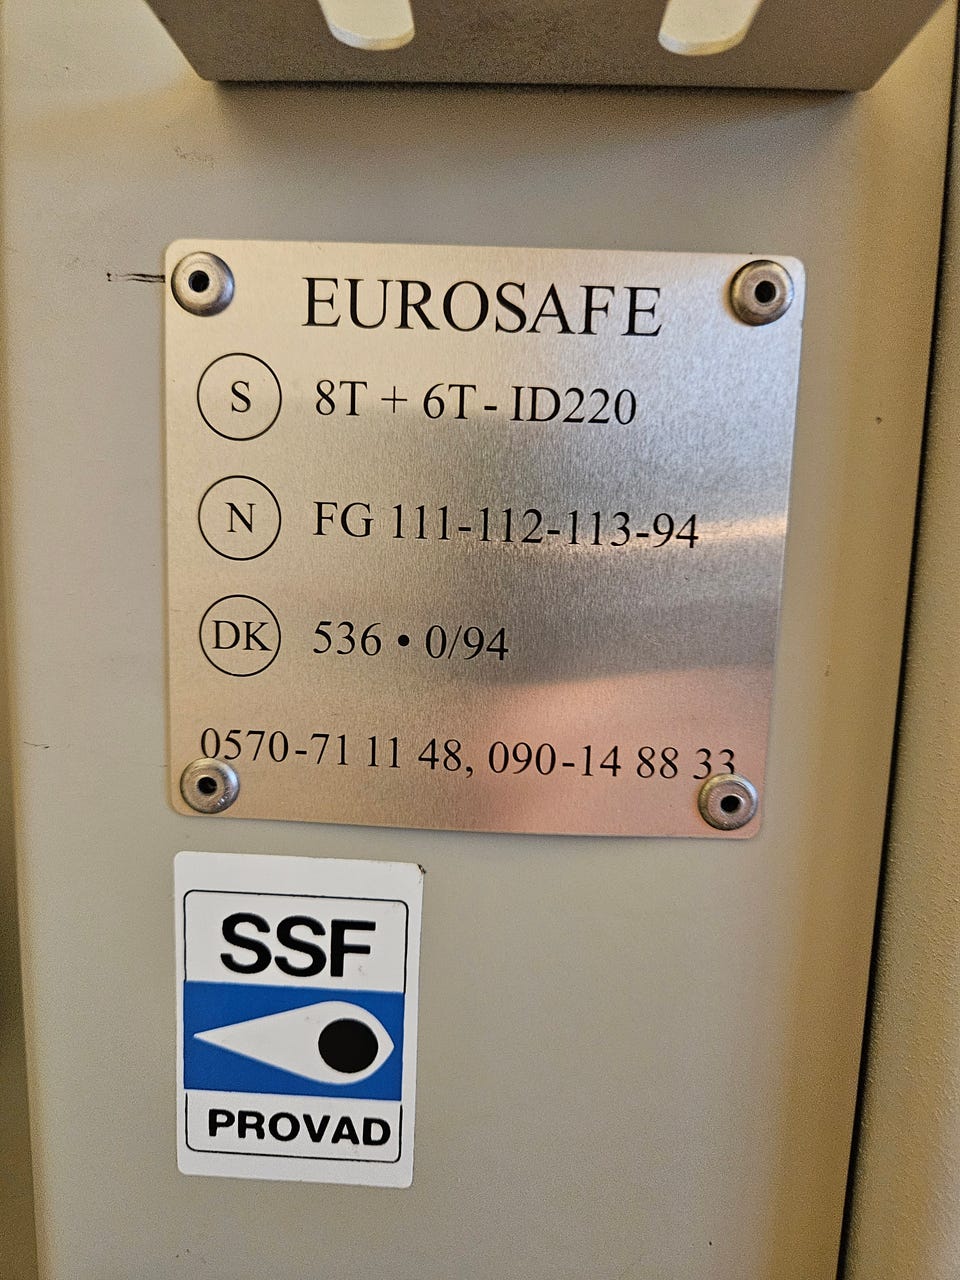 EUROSAFE
S 8T + 6T - ID220
N FG 111-112-113-94
DK 536 • 0/94
0570-71 11 48, 090-14 88 33
SSF
PROVAD